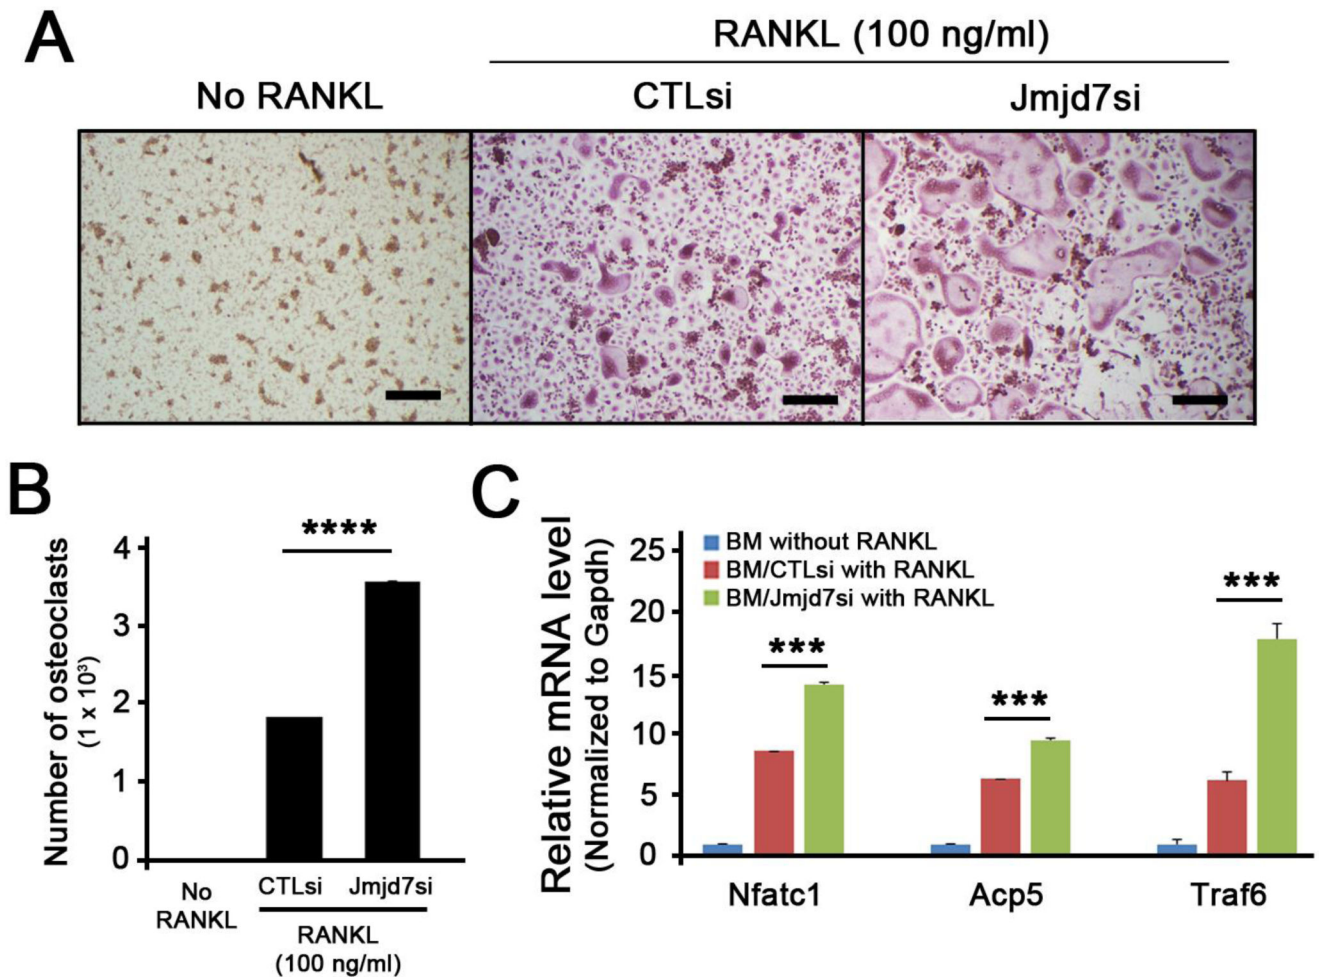 A
RANKL (100 ng/ml)
No RANKL
CTLsi
Jmjd7si
B
Number of osteoclasts
(1 x 10³)
4
3
2
1
0
****
No
RANKL
CTLsi
Jmjd7si
RANKL
(100 ng/ml)
C
Relative mRNA level
(Normalized to Gapdh)
25
20
15
10
5
0
BM without RANKL
BM/CTLsi with RANKL
BM/Jmjd7si with RANKL
***
***
***
Nfatc1
Acp5
Traf6